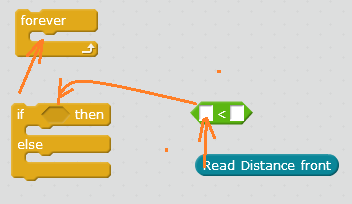 forever
if then
<
else
Read Distance front